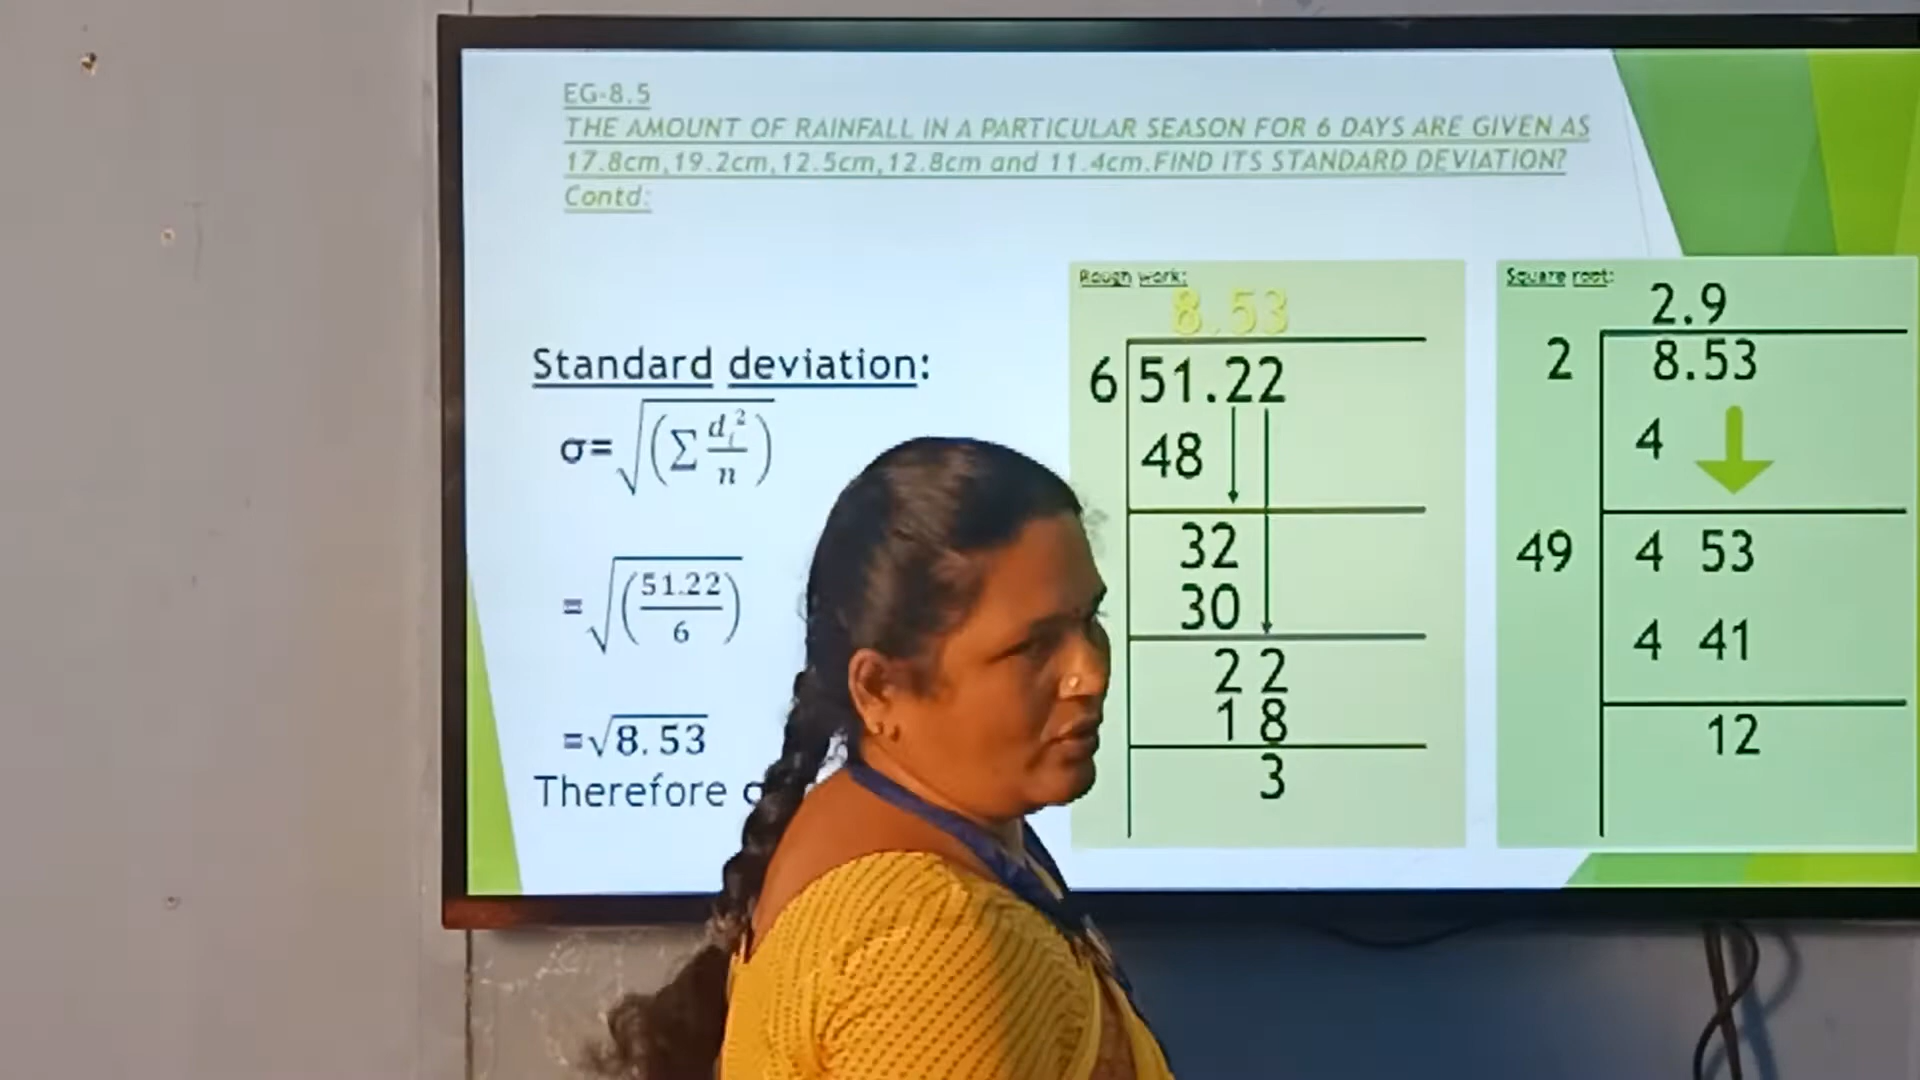 EG-8.5
THE AMOUNT OF RAINFALL IN A PARTICULAR SEASON FOR 6 DAYS ARE GIVEN AS
17.8cm,19.2cm,12.5cm,12.8cm and 11.4cm.FIND ITS STANDARD DEVIATION?
Contd:
Standard deviation:
σ=√(∑ dᵢ²/n)
=√(51.22/6)
=√8.53
Therefore σ
Rough work:
8.53
6 51.22
48
32
30
22
18
3
Square root:
2.9
2 8.53
4
49 4 53
4 41
12